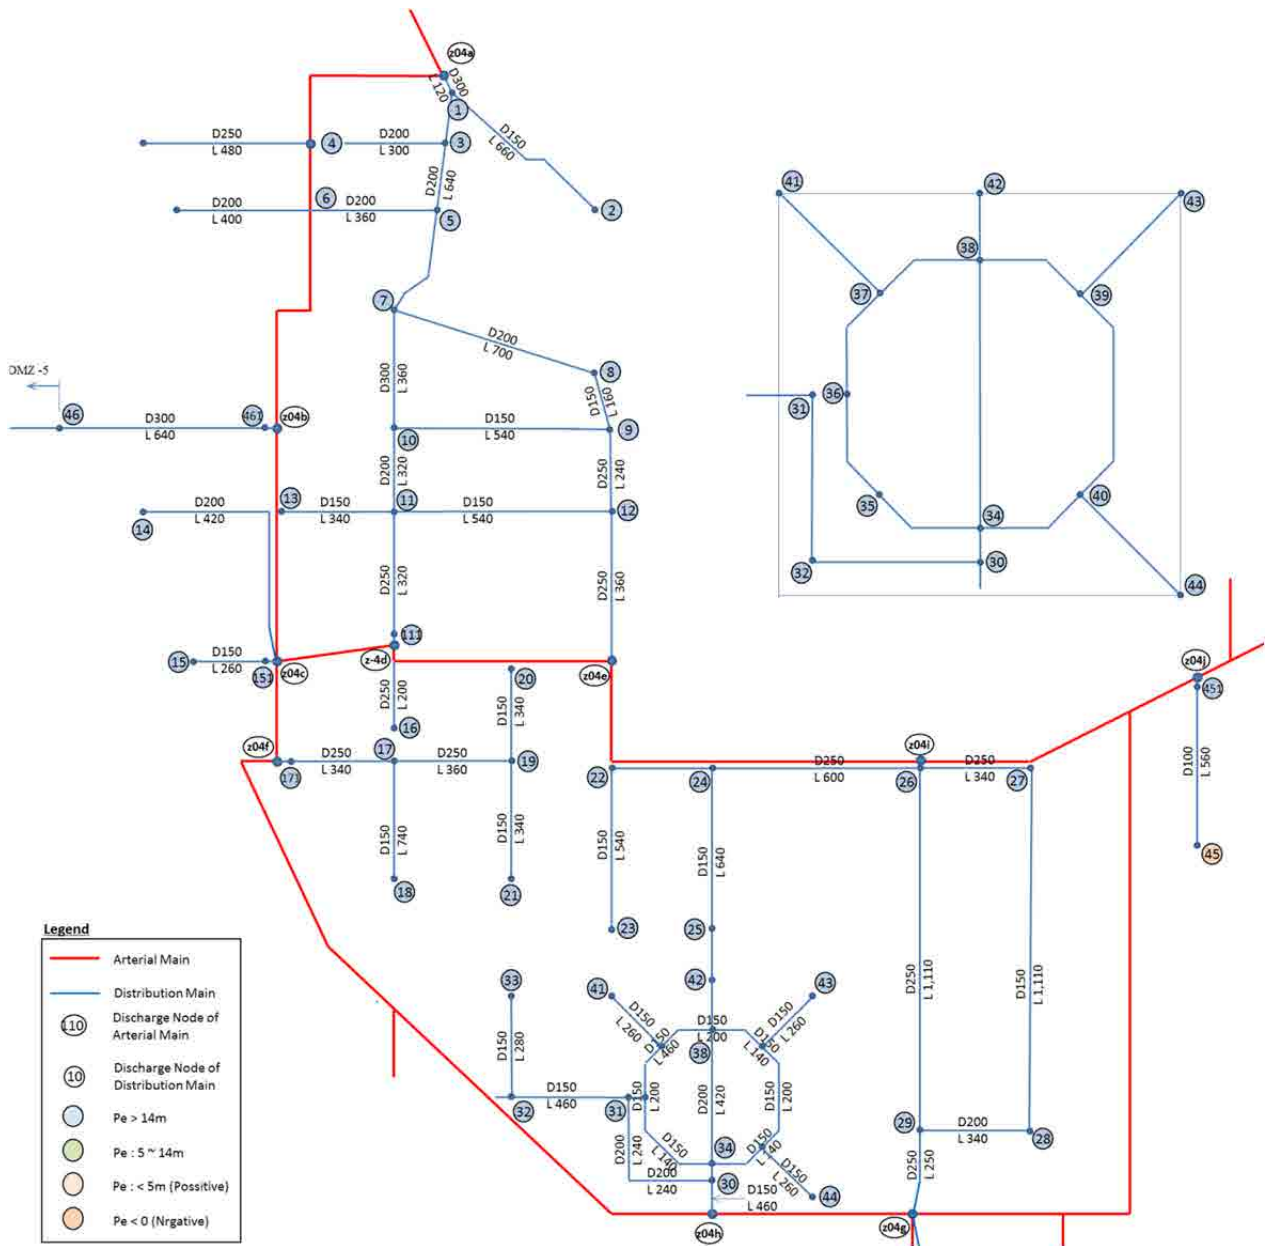 z04a
D300
L 120
1
D150
L 660
D250
L 480
4
D200
L 300
3
D200
L 640
D200
L 400
6
D200
L 360
5
2
7
D200
L 700
8
D300
L 360
D150
L 160
OMZ -5
46
D300
L 640
461
z04b
10
D150
L 540
9
D200
L 320
D250
L 240
14
D200
L 420
13
D150
L 340
11
D150
L 540
12
D250
L 320
D250
L 360
111
15
D150
L 260
151
z04c
z-4d
z04e
20
D250
L 200
D150
L 340
16
z04f
171
D250
L 340
17
D250
L 360
19
D150
L 740
D150
L 340
18
21
41
42
43
38
37
39
36
31
35
40
34
32
30
44
z04j
451
D100
L 560
45
z04i
22
24
D250
L 600
26
D250
L 340
27
D150
L 540
D150
L 640
23
25
D250
L 1,110
D150
L 1,110
33
41
42
43
D150
L 280
D150
L 260
D150
L 460
D150
L 200
38
D150
L 140
D150
L 260
32
D150
L 460
31
D150
L 200
D200
L 420
D150
L 200
29
D200
L 340
28
D200
L 240
D150
L 140
34
D150
L 140
D150
L 260
44
D200
L 240
30
D150
L 460
D250
L 250
z04h
z04g
Legend
Arterial Main
Distribution Main
110
Discharge Node of
Arterial Main
10
Discharge Node of
Distribution Main
Pe > 14m
Pe : 5 ~ 14m
Pe : < 5m (Possitive)
Pe < 0 (Nrgative)